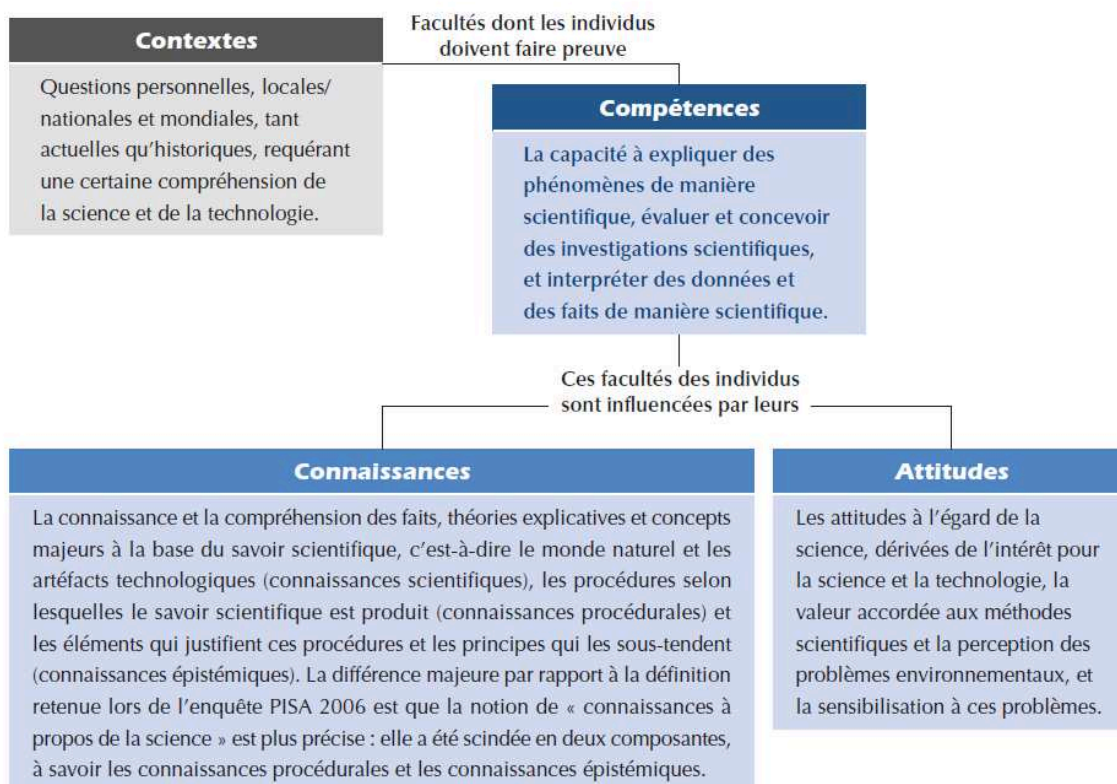 Contextes
Questions personnelles, locales/
nationales et mondiales, tant
actuelles qu’historiques, requérant
une certaine compréhension de
la science et de la technologie.
Facultés dont les individus
doivent faire preuve
Compétences
La capacité à expliquer des
phénomènes de manière
scientifique, évaluer et concevoir
des investigations scientifiques,
et interpréter des données et
des faits de manière scientifique.
Ces facultés des individus
sont influencées par leurs
Connaissances
La connaissance et la compréhension des faits, théories explicatives et concepts
majeurs à la base du savoir scientifique, c’est-à-dire le monde naturel et les
artéfacts technologiques (connaissances scientifiques), les procédures selon
lesquelles le savoir scientifique est produit (connaissances procédurales) et
les éléments qui justifient ces procédures et les principes qui les sous-tendent
(connaissances épistémiques). La différence majeure par rapport à la définition
retenue lors de l’enquête PISA 2006 est que la notion de « connaissances à
propos de la science » est plus précise : elle a été scindée en deux composantes,
à savoir les connaissances procédurales et les connaissances épistémiques.
Attitudes
Les attitudes à l’égard de la
science, dérivées de l’intérêt pour
la science et la technologie, la
valeur accordée aux méthodes
scientifiques et la perception des
problèmes environnementaux, et
la sensibilisation à ces problèmes.